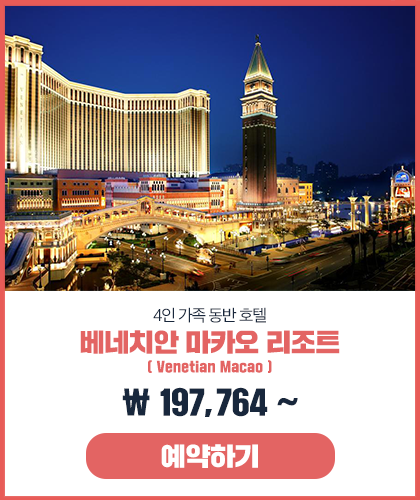 4인 가족 동반 호텔
베네치안 마카오 리조트
( Venetian Macao )
₩ 197,764 ~
예약하기